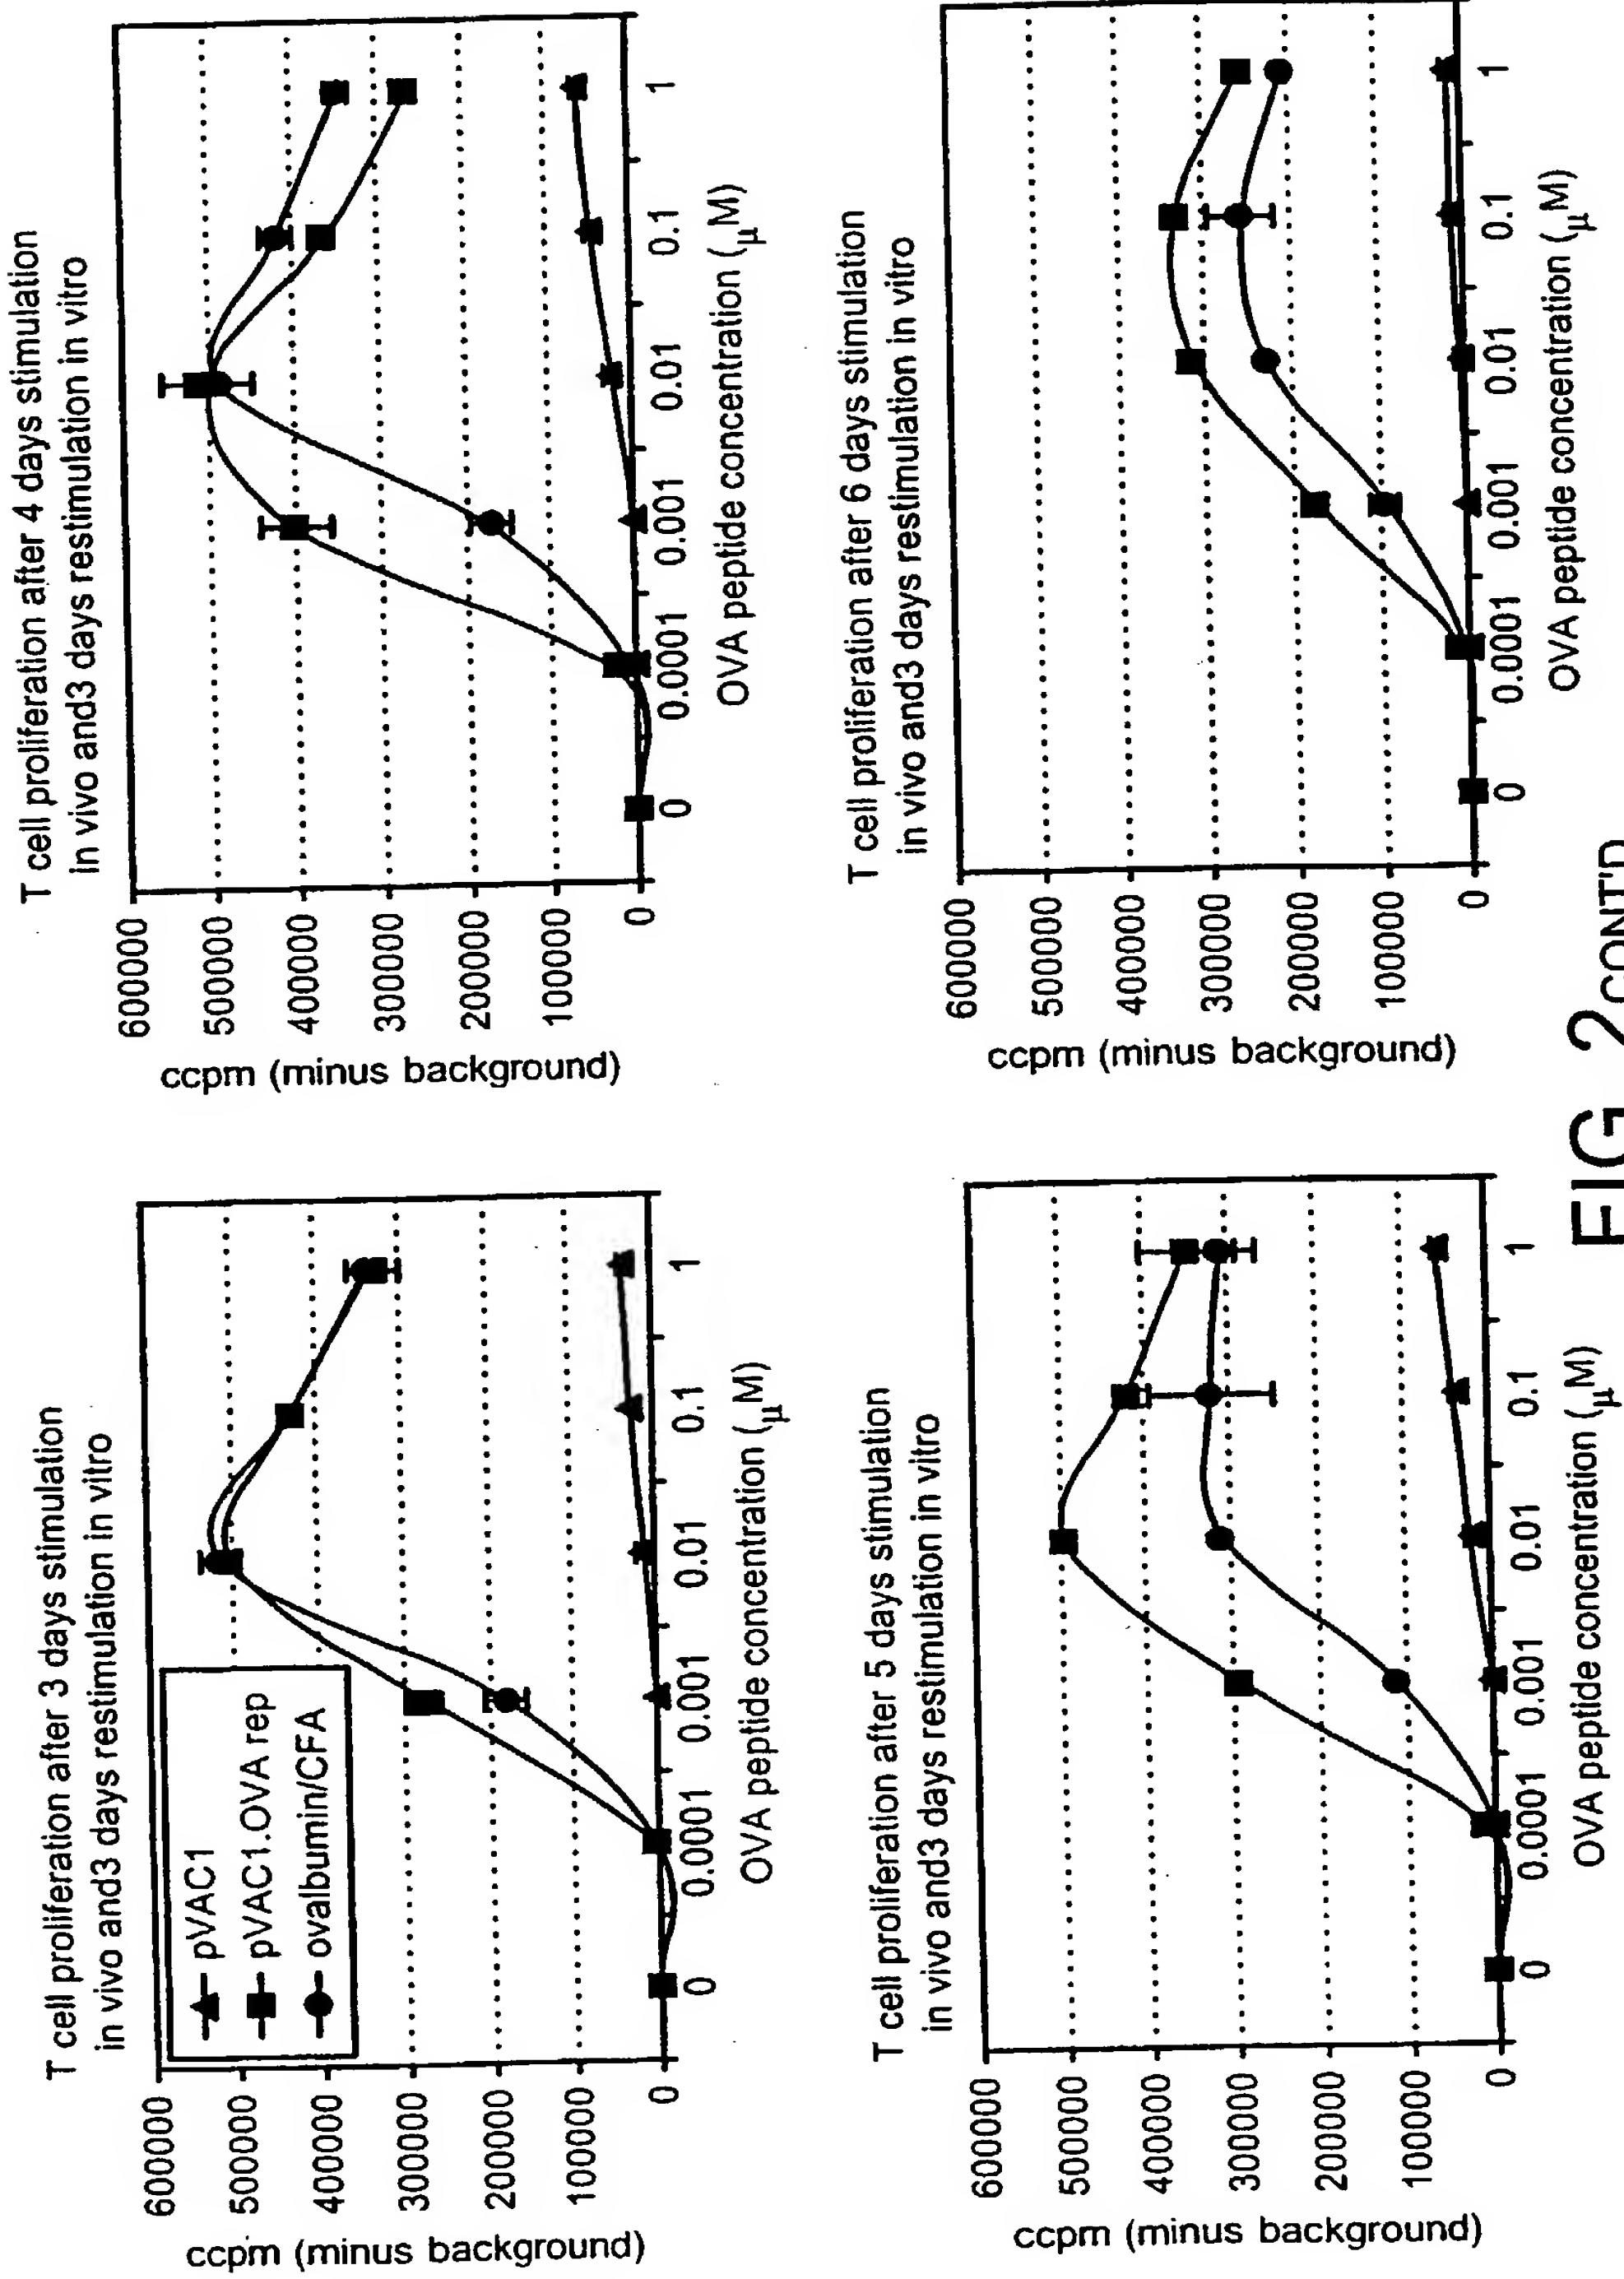 T cell proliferation after 3 days stimulation
in vivo and3 days restimulation in vitro
ccpm (minus background)
600000
500000
400000
300000
200000
100000
0
pVAC1
pVAC1.OVA rep
ovalbumin/CFA
0 0.0001 0.001 0.01 0.1 1
OVA peptide concentration (μM)
T cell proliferation after 4 days stimulation
in vivo and3 days restimulation in vitro
ccpm (minus background)
600000
500000
400000
300000
200000
100000
0
0 0.0001 0.001 0.01 0.1 1
OVA peptide concentration (μM)
T cell proliferation after 5 days stimulation
in vivo and3 days restimulation in vitro
ccpm (minus background)
600000
500000
400000
300000
200000
100000
0
0 0.0001 0.001 0.01 0.1 1
OVA peptide concentration (μM)
T cell proliferation after 6 days stimulation
in vivo and3 days restimulation in vitro
ccpm (minus background)
600000
500000
400000
300000
200000
100000
0
0 0.0001 0.001 0.01 0.1 1
OVA peptide concentration (μM)
FIG 2 CONT'D